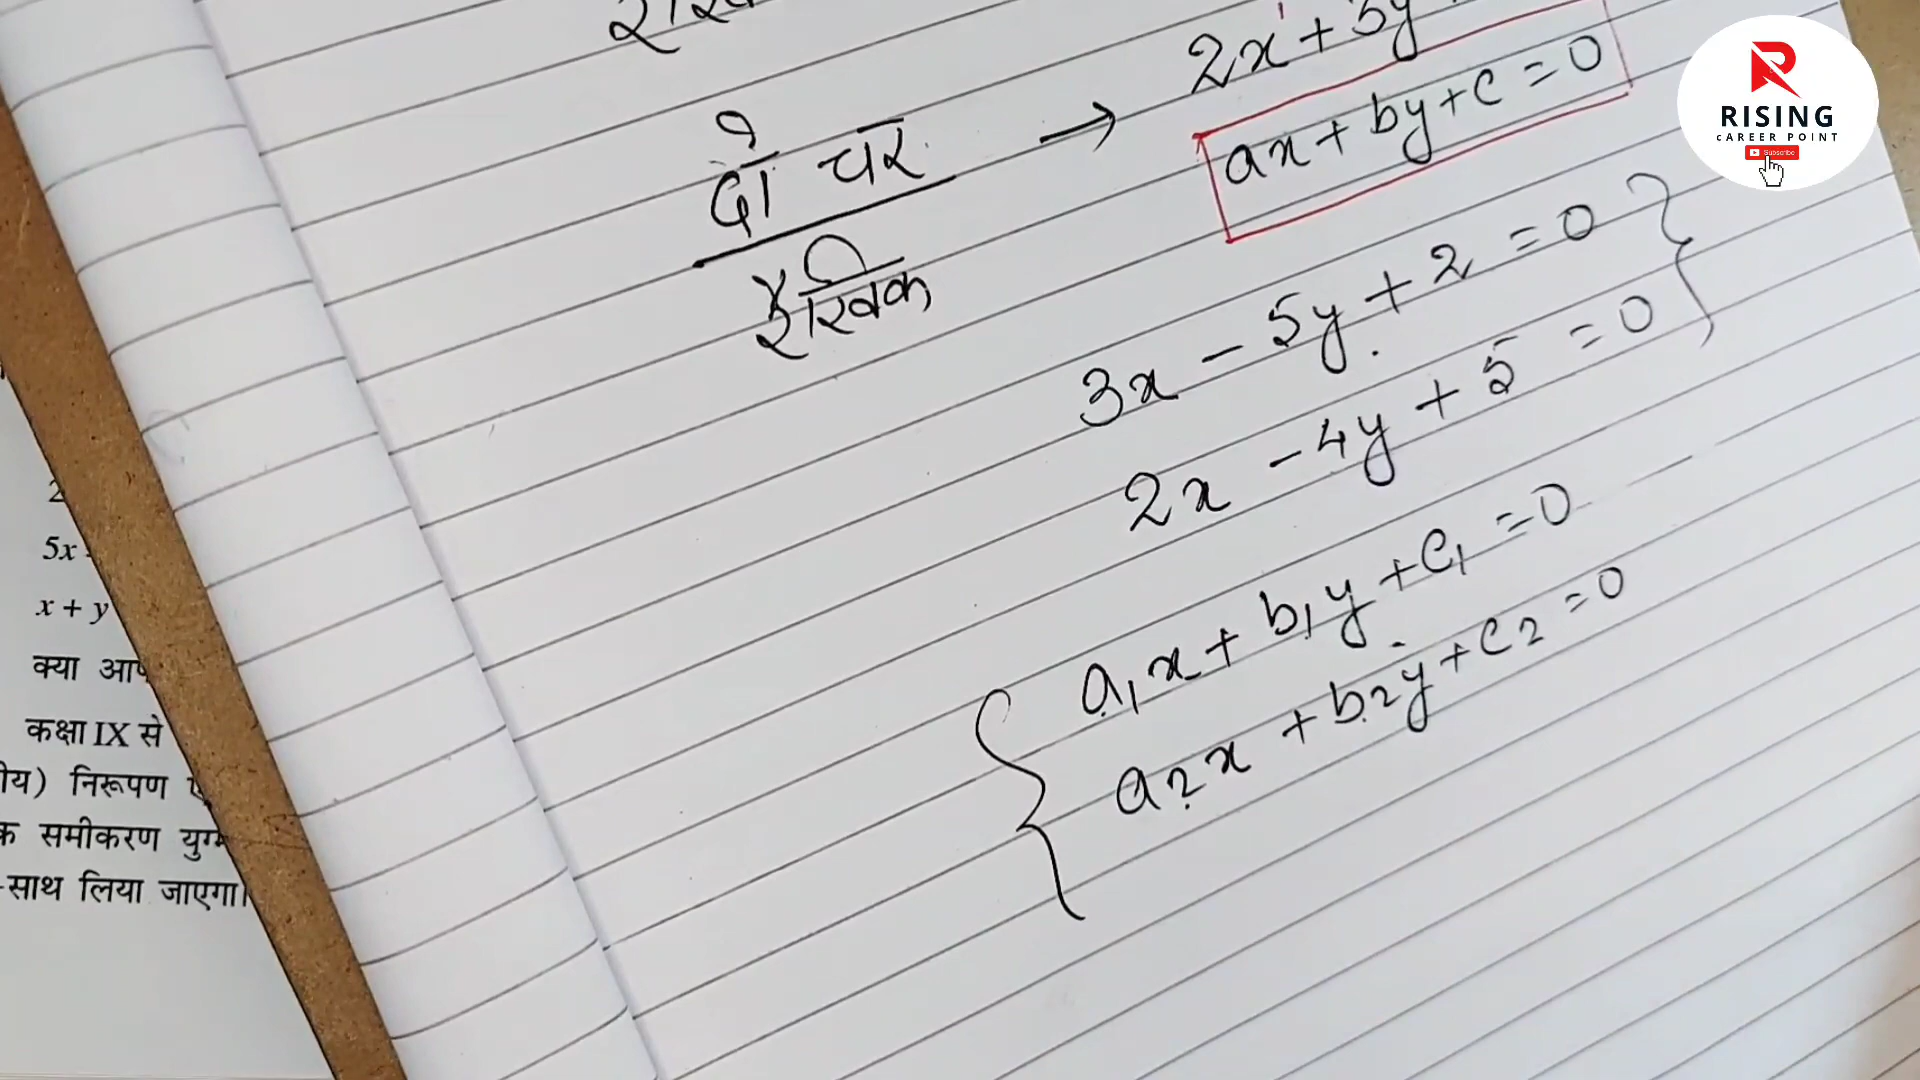 2x + 5y
ax + by + c = 0
दो चर
रैखिक
3x - 5y + 2 = 0
2x - 4y + 5 = 0
a₁x + b₁y + c₁ = 0
a₂x + b₂y + c₂ = 0
5x
x + y
क्या
कक्षा IX से
निरूपण
समीकरण युग्म
-साथ लिया जाएगा।
RISING
CAREER POINT
Subscribe